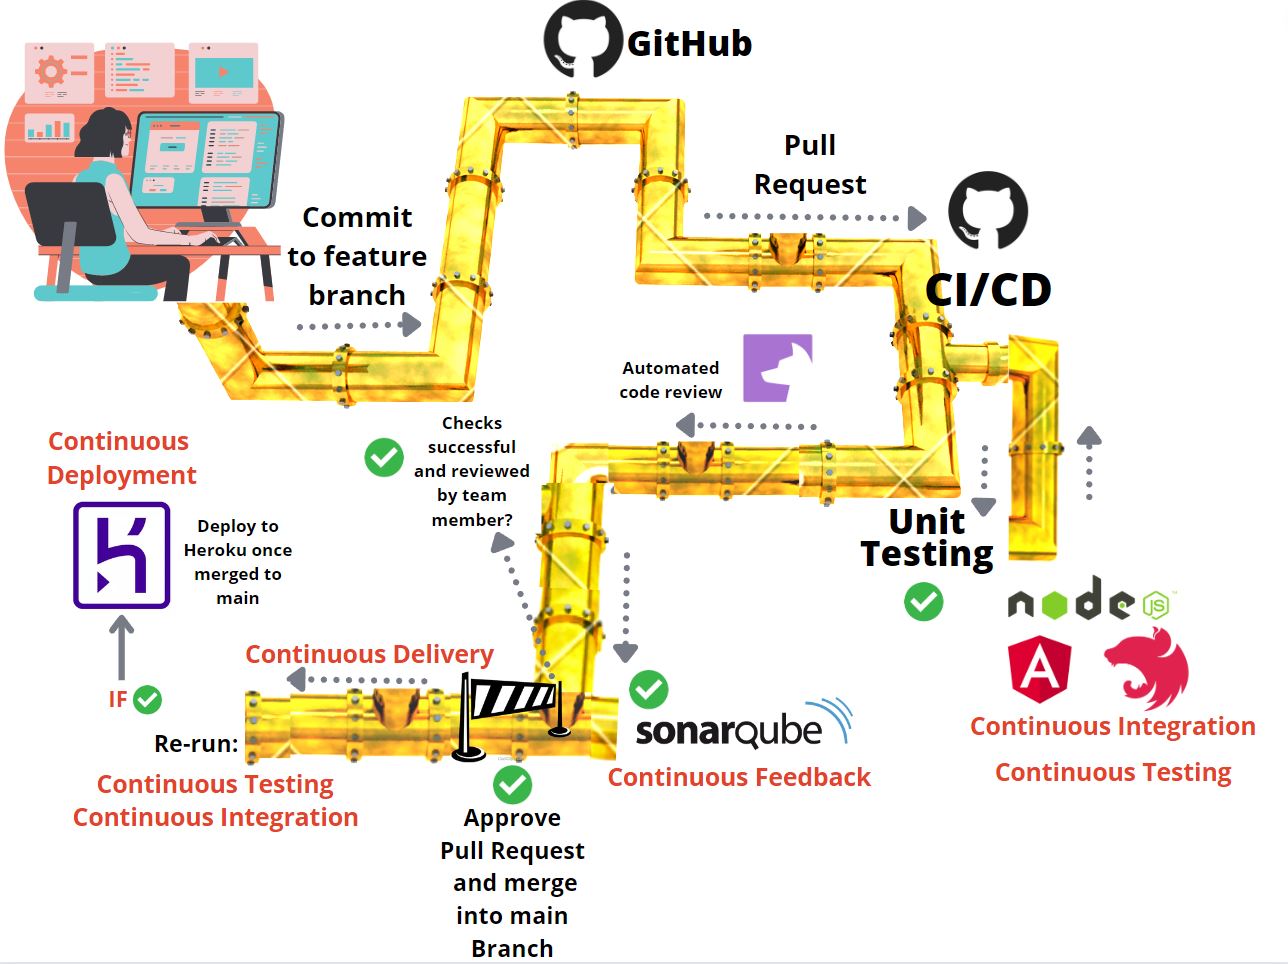 GitHub
Pull
Request
Commit
to feature
branch
CI/CD
Automated
code review
Checks
successful
and reviewed
by team
member?
Continuous
Deployment
Deploy to
Heroku once
merged to
main
Unit
Testing
node
JS
A
Continuous Delivery
IF
Re-run:
sonarqube
Continuous Integration
Continuous Testing
Continuous Feedback
Continuous Testing
Continuous Integration
Approve
Pull Request
and merge
into main
Branch